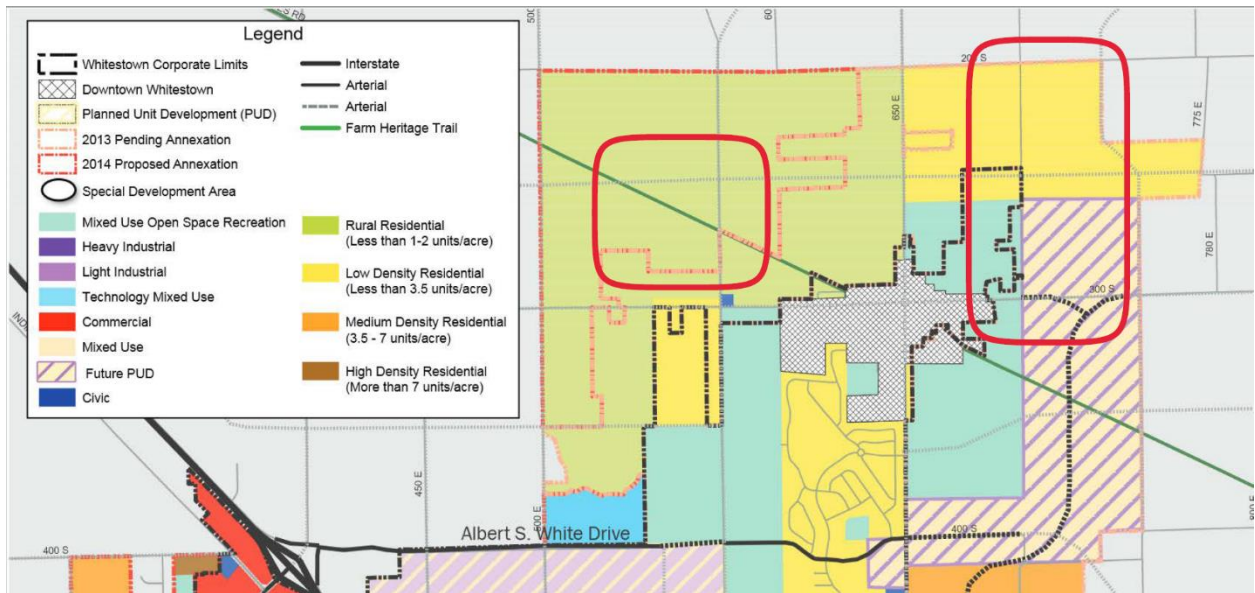 Legend
Whitestown Corporate Limits
Downtown Whitestown
Planned Unit Development (PUD)
2013 Pending Annexation
2014 Proposed Annexation
Special Development Area
Interstate
Arterial
Arterial
Farm Heritage Trail
Mixed Use Open Space Recreation
Heavy Industrial
Light Industrial
Technology Mixed Use
Commercial
Mixed Use
Future PUD
Civic
Rural Residential
(Less than 1-2 units/acre)
Low Density Residential
(Less than 3.5 units/acre)
Medium Density Residential
(3.5 - 7 units/acre)
High Density Residential
(More than 7 units/acre)
RD
500
60
200 S
650 E
775 E
780 E
300 S
450 E
500 E
Albert S. White Drive
400 S
400 S